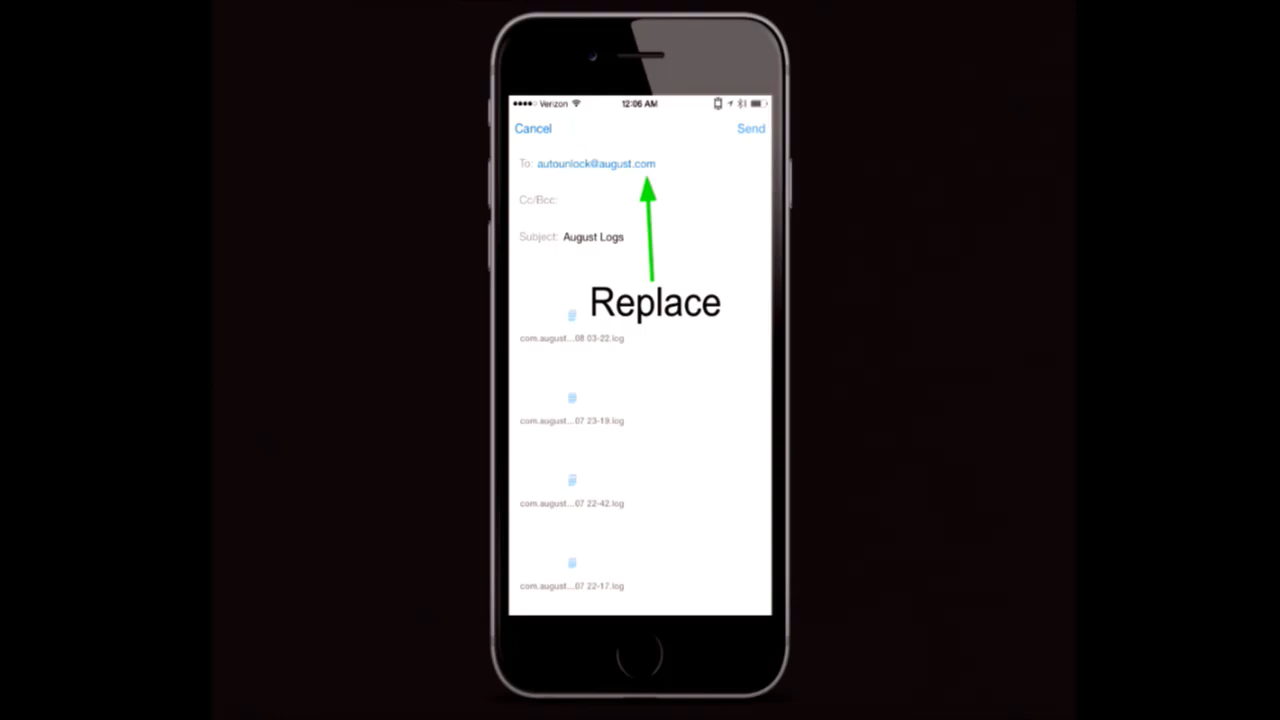 Verizon 12:06 AM
Cancel Send
To: autounlock@august.com
Cc/Bcc:
Subject: August Logs
Replace
com.august...08 03-22.log
com.august...07 23-19.log
com.august...07 22-42.log
com.august...07 22-17.log